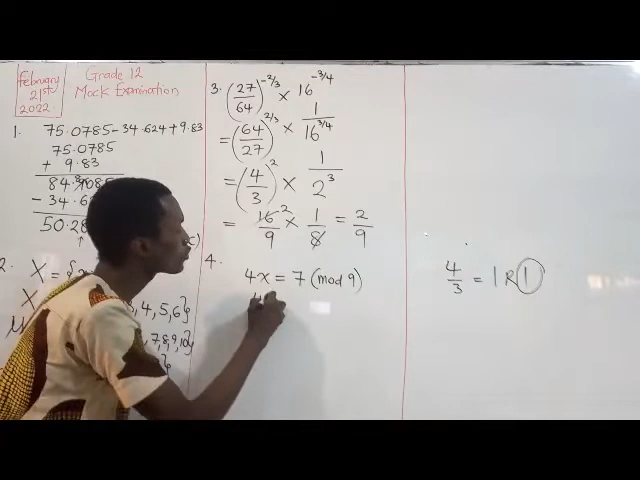 February
21st
2022.
Grade 12
Mock Examination
1. 75.0785-34.624+9.83
75.0785
+ 9.83
84.9085
- 34.6
50.28
2. X = {
X
4,5,6}
7,8,9,10}
3. (27/64)^-2/3 × 16^-3/4
= (64/27)^2/3 × 1/16^3/4
= (4/3)^2 × 1/2^3
= 16/9 ^2 × 1/8 = 2/9
4.
4x = 7 (mod 9)
4/3 = 1 R 1